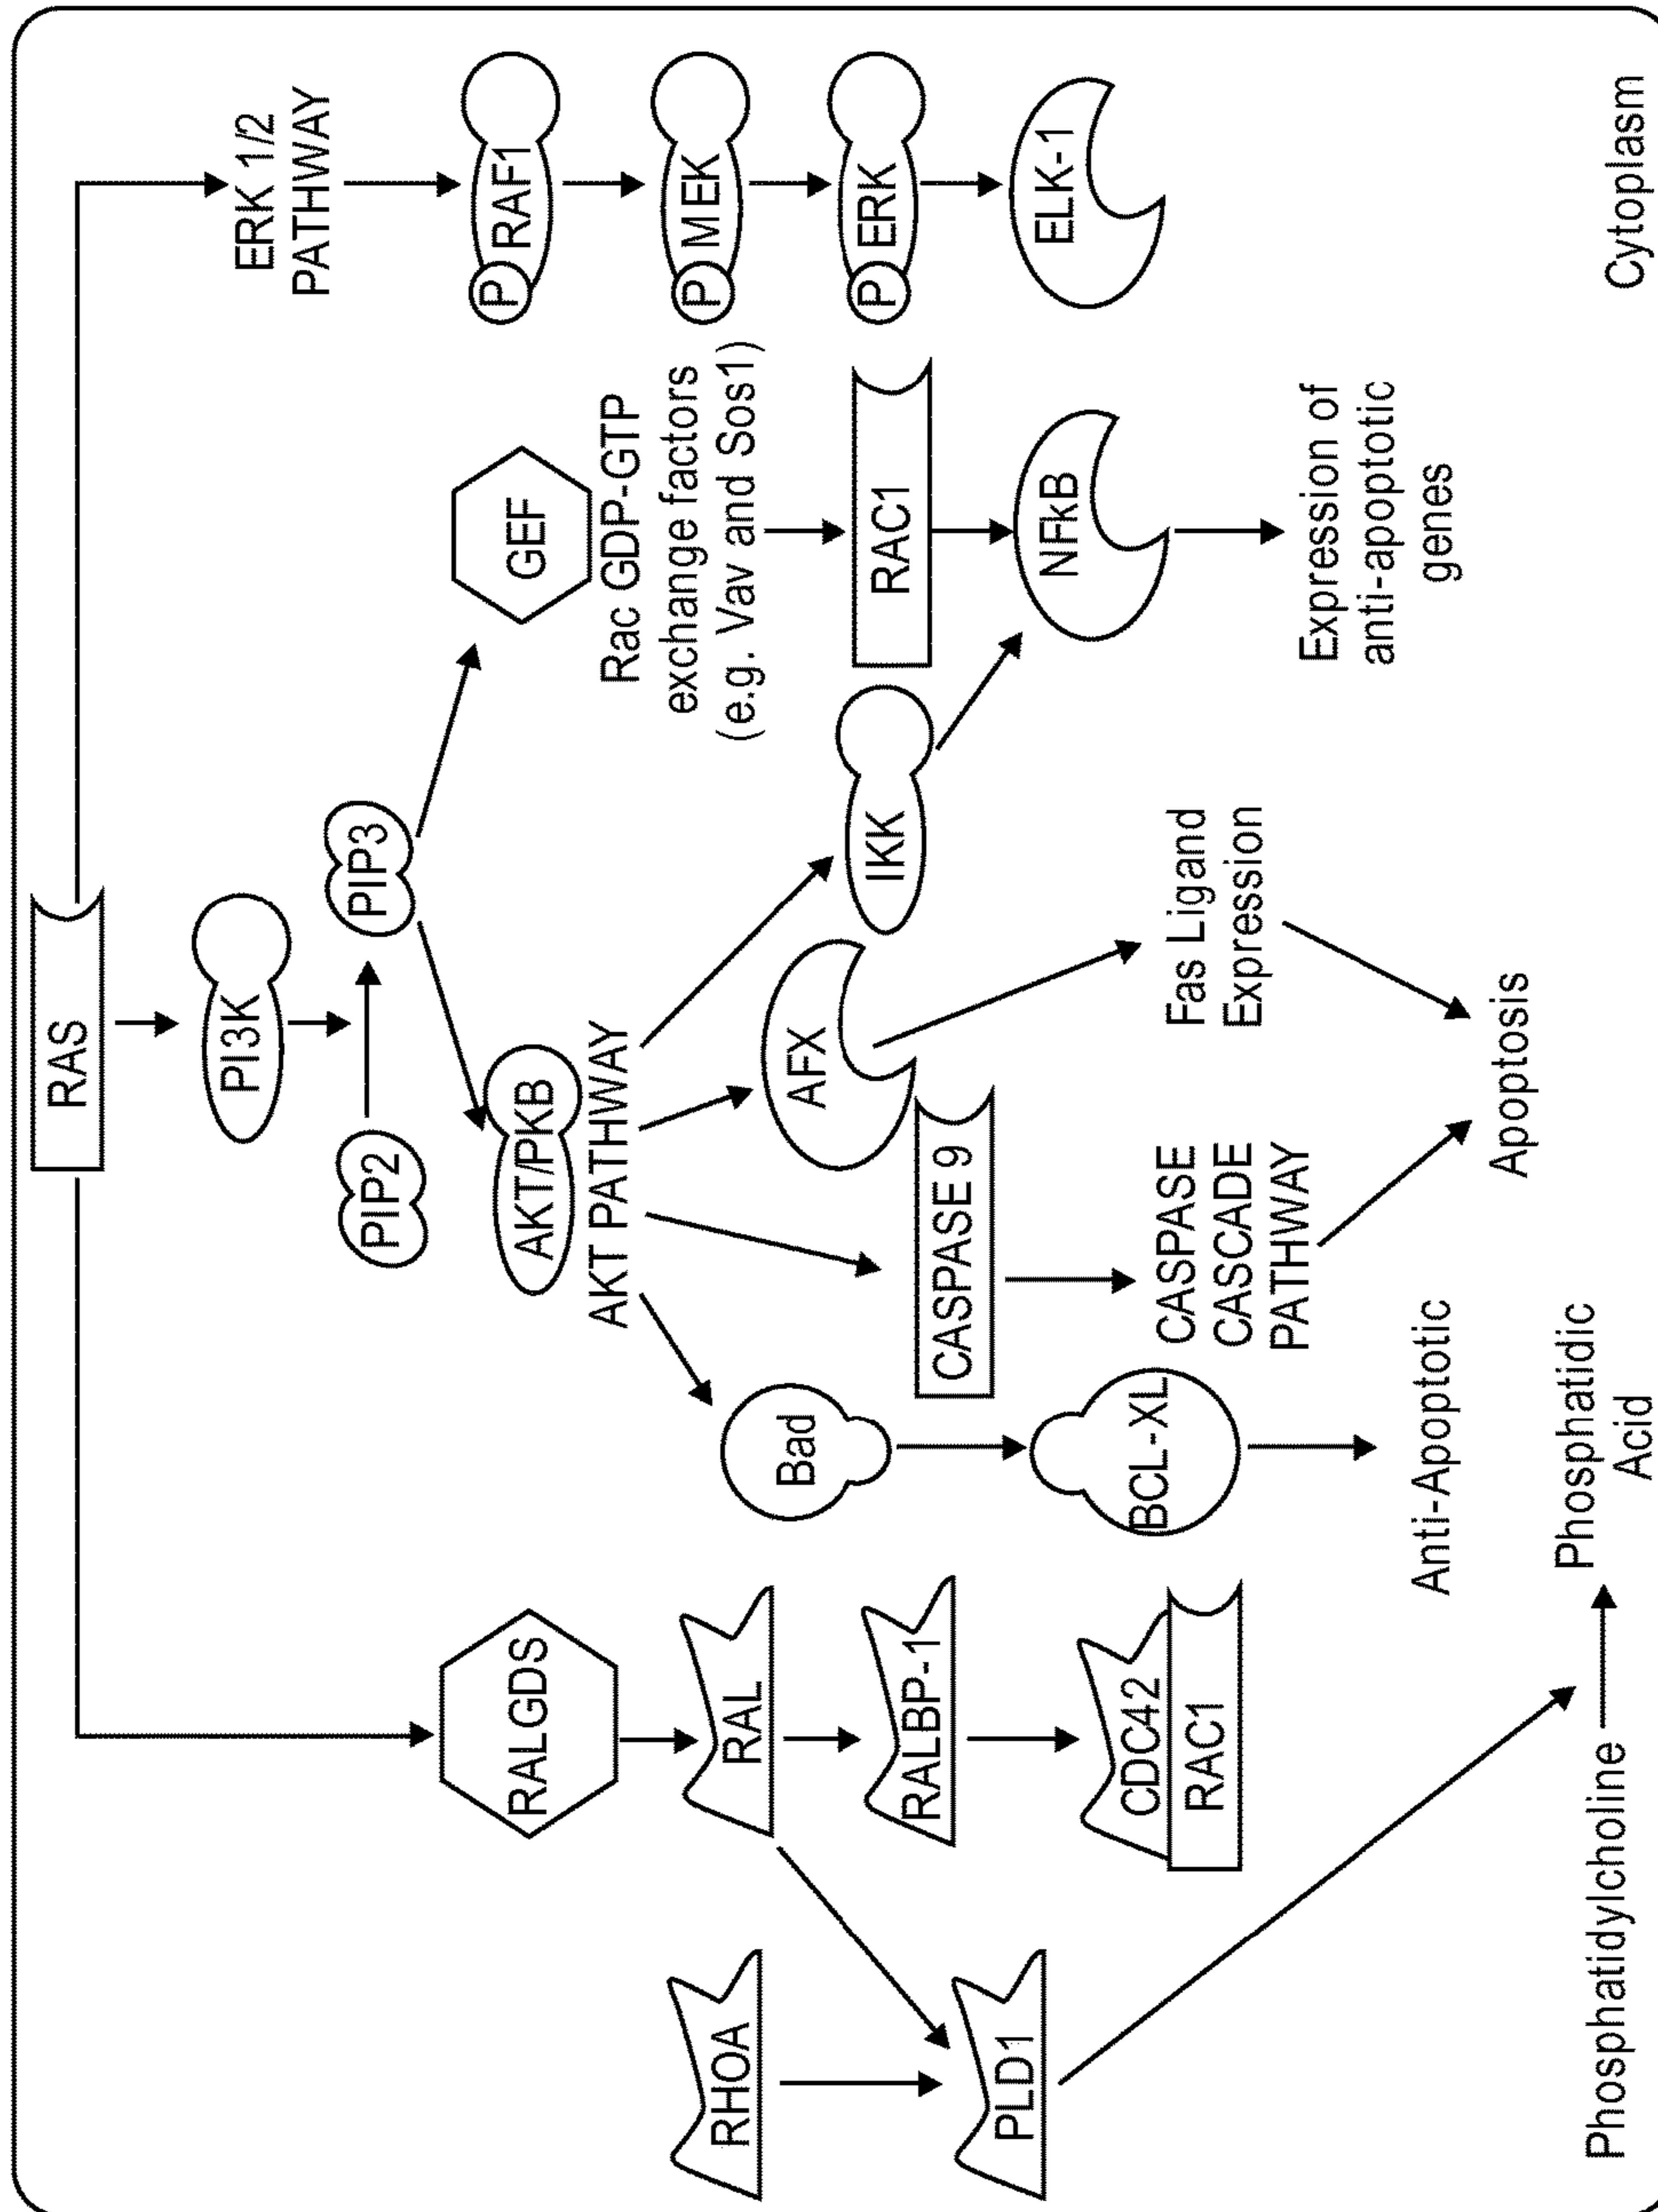 RAS
PI3K
PIP2
PIP3
ERK 1/2
PATHWAY
RALGDS
AKT/PKB
AKT PATHWAY
GEF
Rac GDP-GTP
exchange factors
(e.g. Vav and Sos1)
P RAF1
RHOA
RAL
Bad
AFX
P MEK
PLD1
RALBP-1
CASPASE 9
IKK
RAC1
P ERK
CDC42
RAC1
BCL-XL
CASPASE
CASCADE
PATHWAY
Fas Ligand
Expression
NFκB
ELK-1
Anti-Apoptotic
Apoptosis
Expression of
anti-apoptotic
genes
Phosphatidylcholine
Phosphatidic
Acid
Cytoplasm